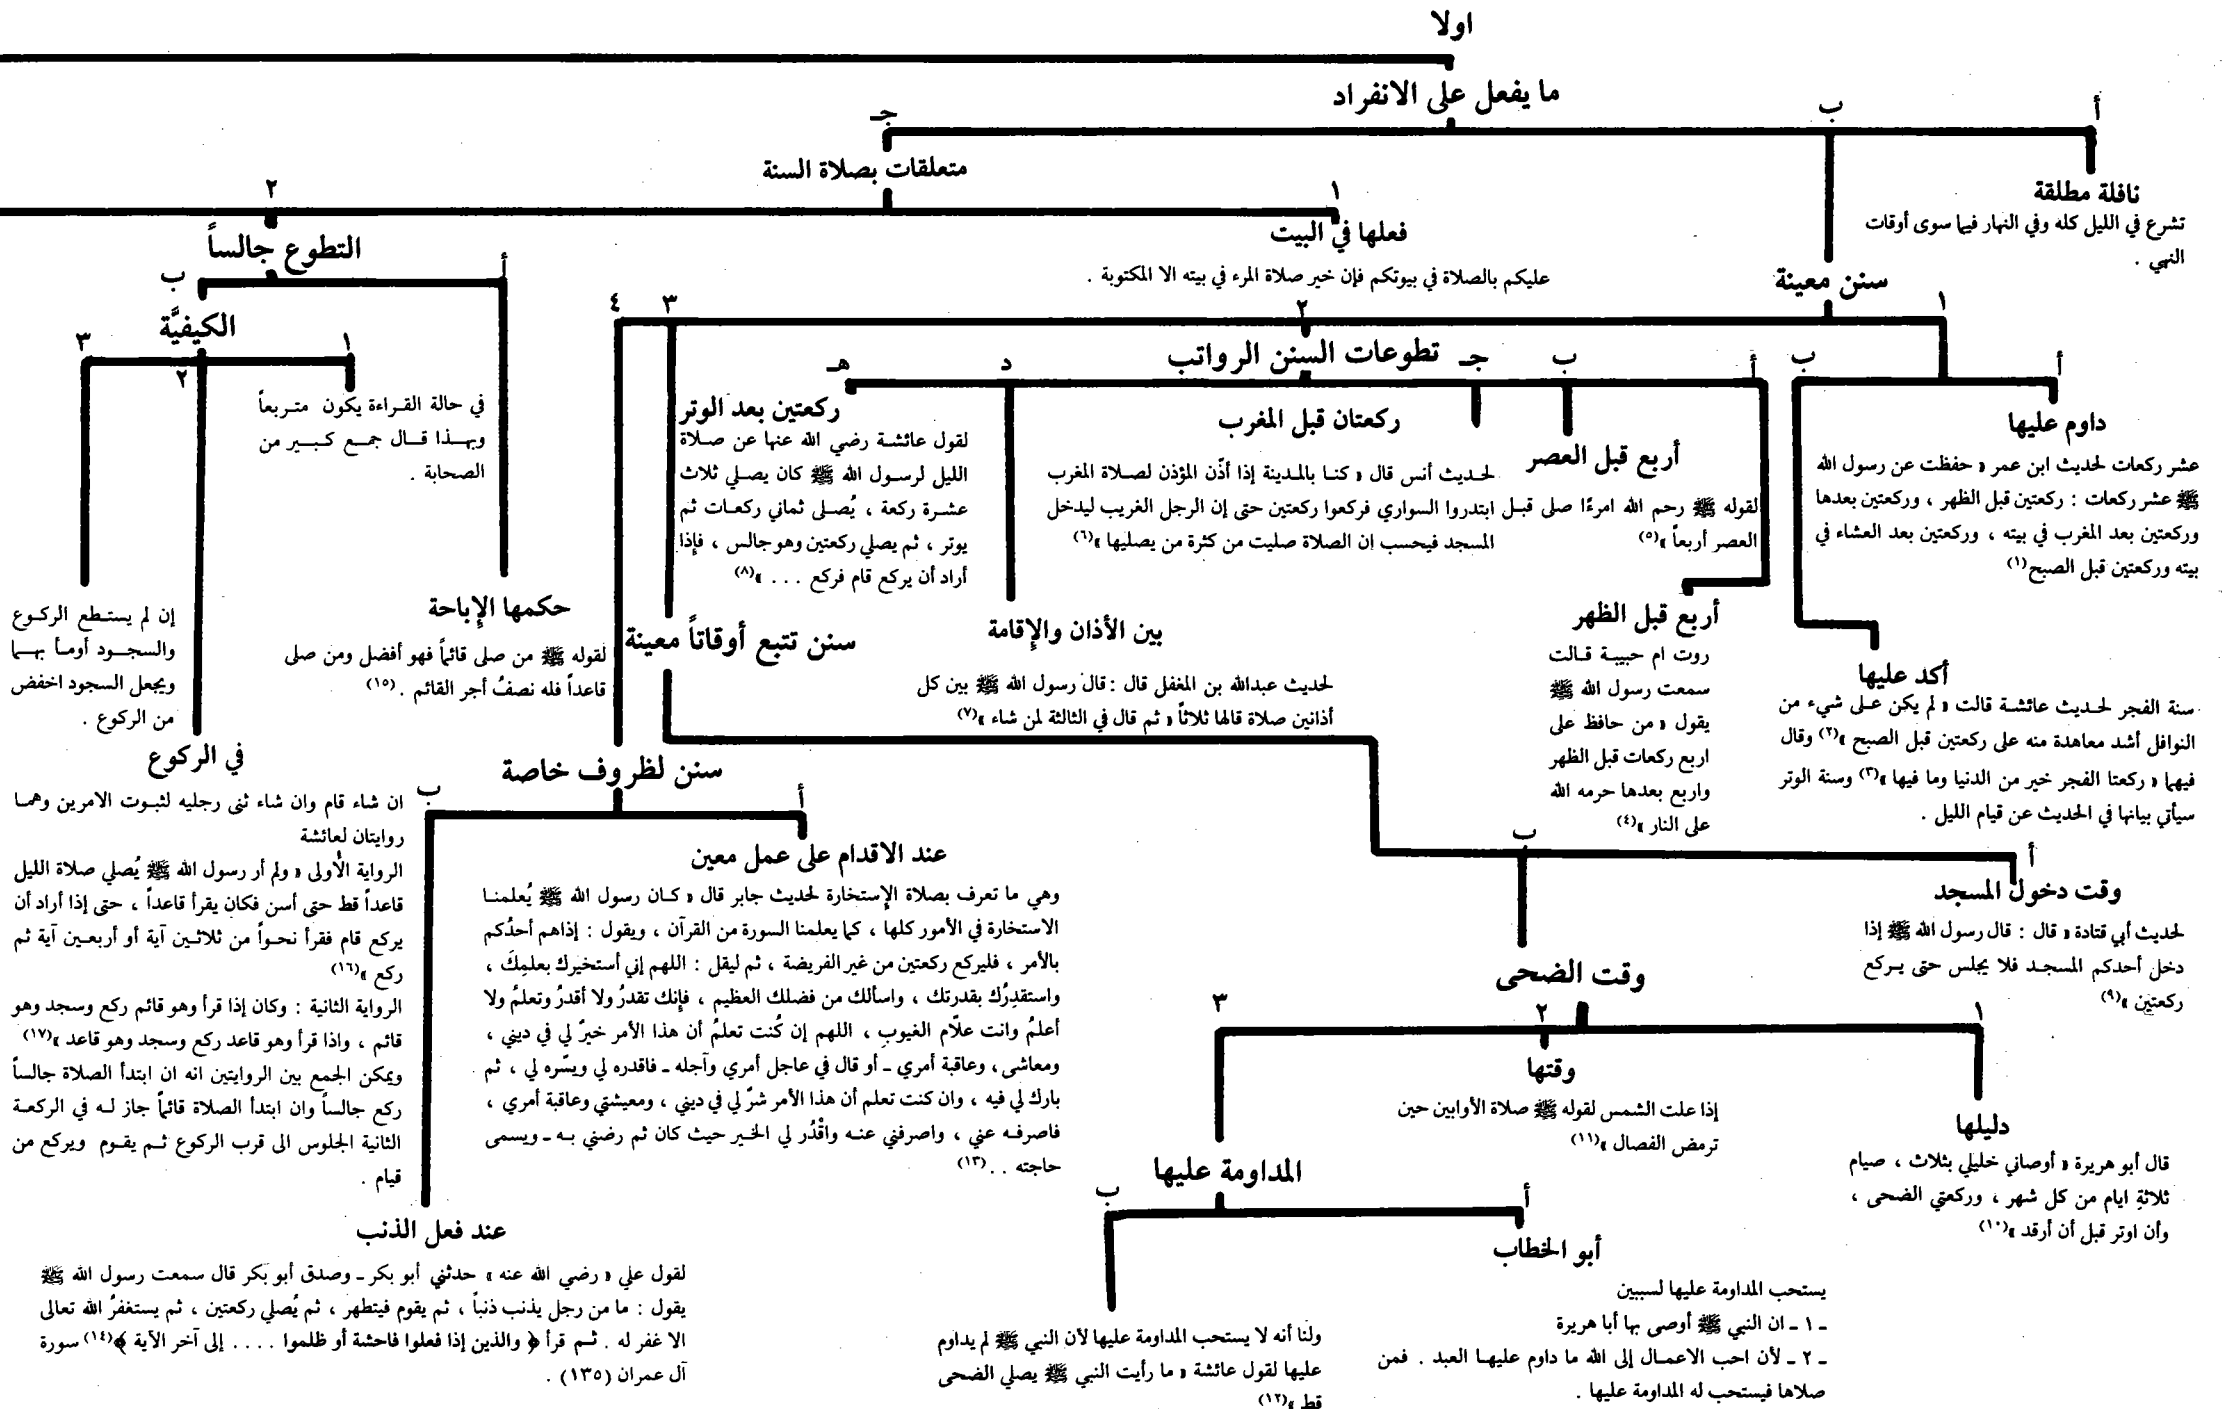 اولا
ما يفعل على الانفراد
أ
ب
جـ
نافلة مطلقة
تشرع في الليل كله وفي النهار فيما سوى أوقات
النهي .
ب
سنن معينة
١
أ
داوم عليها
عشر ركعات لحديث ابن عمر « حفظت عن رسول الله
ﷺ عشر ركعات : ركعتين قبل الظهر ، وركعتين بعدها
وركعتين بعد المغرب في بيته ، وركعتين بعد العشاء في
بيته وركعتين قبل الصبح (١)
أكد عليها
سنة الفجر لحديث عائشة قالت « لم يكن على شيء من
النوافل أشد معاهدة منه على ركعتين قبل الصبح »(٢) وقال
فيهما « ركعتا الفجر خير من الدنيا وما فيها »(٣) وسنة الوتر
سيأتي بيانها في الحديث عن قيام الليل .
٢
تطوعات السنن الرواتب
أ
أربع قبل الظهر
روت ام حبيبة قالت
سمعت رسول الله ﷺ
يقول « من حافظ على
اربع ركعات قبل الظهر
واربع بعدها حرمه الله
على النار »(٤)
ب
أربع قبل العصر
لقوله ﷺ رحم الله امرءًا صلى قبل
العصر أربعاً »(٥)
جـ
ركعتان قبل المغرب
لحديث أنس قال « كنا بالمدينة إذا أذّن المؤذن لصلاة المغرب
ابتدروا السواري فركعوا ركعتين حتى إن الرجل الغريب ليدخل
المسجد فيحسب ان الصلاة صليت من كثرة من يصليها »(٦)
د
بين الأذان والإقامة
لحديث عبدالله بن المغفل قال : قال رسول الله ﷺ بين كل
أذانين صلاة قالها ثلاثاً « ثم قال في الثالثة لمن شاء »(٧)
هـ
ركعتين بعد الوتر
لقول عائشة رضي الله عنها عن صلاة
الليل لرسول الله ﷺ كان يصلي ثلاث
عشرة ركعة ، يُصلى ثماني ركعات ثم
يوتر ، ثم يصلي ركعتين وهو جالس ، فإذا
أراد أن يركع قام فركع . . . »(٨)
٣
سنن تتبع أوقاتاً معينة
أ
وقت دخول المسجد
لحديث أبي قتادة « قال : قال رسول الله ﷺ إذا
دخل أحدكم المسجد فلا يجلس حتى يركع
ركعتين »(٩)
ب
وقت الضحى
١
دليلها
قال أبو هريرة « أوصاني خليلي بثلاث ، صيام
ثلاثةِ ايام من كل شهر ، وركعتي الضحى ،
وأن اوتر قبل أن أرقد »(١٠)
٢
وقتها
إذا علت الشمس لقوله ﷺ صلاة الأوابين حين
ترمض الفصال »(١١)
٣
المداومة عليها
أ
أبو الخطاب
يستحب المداومة عليها لسببين
ـ ١ ـ ان النبي ﷺ أوصى بها أبا هريرة
ـ ٢ ـ لأن احب الاعمال إلى الله ما داوم عليها العبد . فمن
صلاها فيستحب له المداومة عليها .
ب
ولنا أنه لا يستحب المداومة عليها لأن النبي ﷺ لم يداوم
عليها لقول عائشة « ما رأيت النبي ﷺ يصلي الضحى
قط »(١٢)
٤
سنن لظروف خاصة
أ
عند الاقدام على عمل معين
وهي ما تعرف بصلاة الإستخارة لحديث جابر قال « كان رسول الله ﷺ يُعلمنا
الاستخارة في الأمور كلها ، كما يعلمنا السورة من القرآن ، ويقول : إذاهم أحدُكم
بالأمر ، فليركع ركعتين من غير الفريضة ، ثم ليقل : اللهم إني أستخيرك بعلمِكَ ،
واستقدِرُك بقدرتك ، واسألك من فضلك العظيم ، فإنك تقدرُ ولا أقدرُ وتعلمُ ولا
أعلمُ وانت علّام الغيوب ، اللهم إن كُنت تعلمُ أن هذا الأمر خيرٌ لي في ديني ،
ومعاشى ، وعاقبة أمري ـ أو قال في عاجل أمري وآجله ـ فاقدره لي ويسّره لي ، ثم
بارك لي فيه ، وان كنت تعلم أن هذا الأمر شرّ لي في ديني ، ومعيشتي وعاقبة أمري ،
فاصرفه عني ، واصرفني عنه واقْدُر لي الخير حيث كان ثم رضني به ـ ويسمى
حاجته . .(١٣)
ب
عند فعل الذنب
لقول علي « رضي الله عنه » حدثني أبو بكر ـ وصدق أبو بكر قال سمعت رسول الله ﷺ
يقول : ما من رجل يذنب ذنباً ، ثم يقوم فيتطهر ، ثم يُصلي ركعتين ، ثم يستغفرُ الله تعالى
الا غفر له . ثم قرأ ﴿ والذين إذا فعلوا فاحشة أو ظلموا . . . . إلى آخر الآية ﴾(١٤) سورة
آل عمران (١٣٥) .
متعلقات بصلاة السنة
١
فعلها في البيت
عليكم بالصلاة في بيوتكم فإن خير صلاة المرء في بيته الا المكتوبة .
٢
التطوع جالساً
أ
حكمها الإباحة
لقوله ﷺ من صلى قائماً فهو أفضل ومن صلى
قاعداً فله نصفُ أجر القائم .(١٥)
ب
الكيفيَّة
١
في حالة القراءة يكون متربعاً
وبهذا قال جمع كبير من
الصحابة .
٢
في الركوع
ان شاء قام وان شاء ثنى رجليه لثبوت الامرين وهما
روايتان لعائشة
الرواية الأولى « ولم أر رسول الله ﷺ يُصلي صلاة الليل
قاعداً قط حتى أسن فكان يقرأ قاعداً ، حتى إذا أراد أن
يركع قام فقرأ نحواً من ثلاثين آية أو أربعين آية ثم
ركع »(١٦)
الرواية الثانية : وكان إذا قرأ وهو قائم ركع وسجد وهو
قائم ، واذا قرأ وهو قاعد ركع وسجد وهو قاعد »(١٧)
ويمكن الجمع بين الروايتين انه ان ابتدأ الصلاة جالساً
ركع جالساً وان ابتدأ الصلاة قائماً جاز له في الركعة
الثانية الجلوس الى قرب الركوع ثم يقوم ويركع من
قيام .
٣
إن لم يستطع الركوع
والسجود أومأ بهما
ويجعل السجود اخفض
من الركوع .